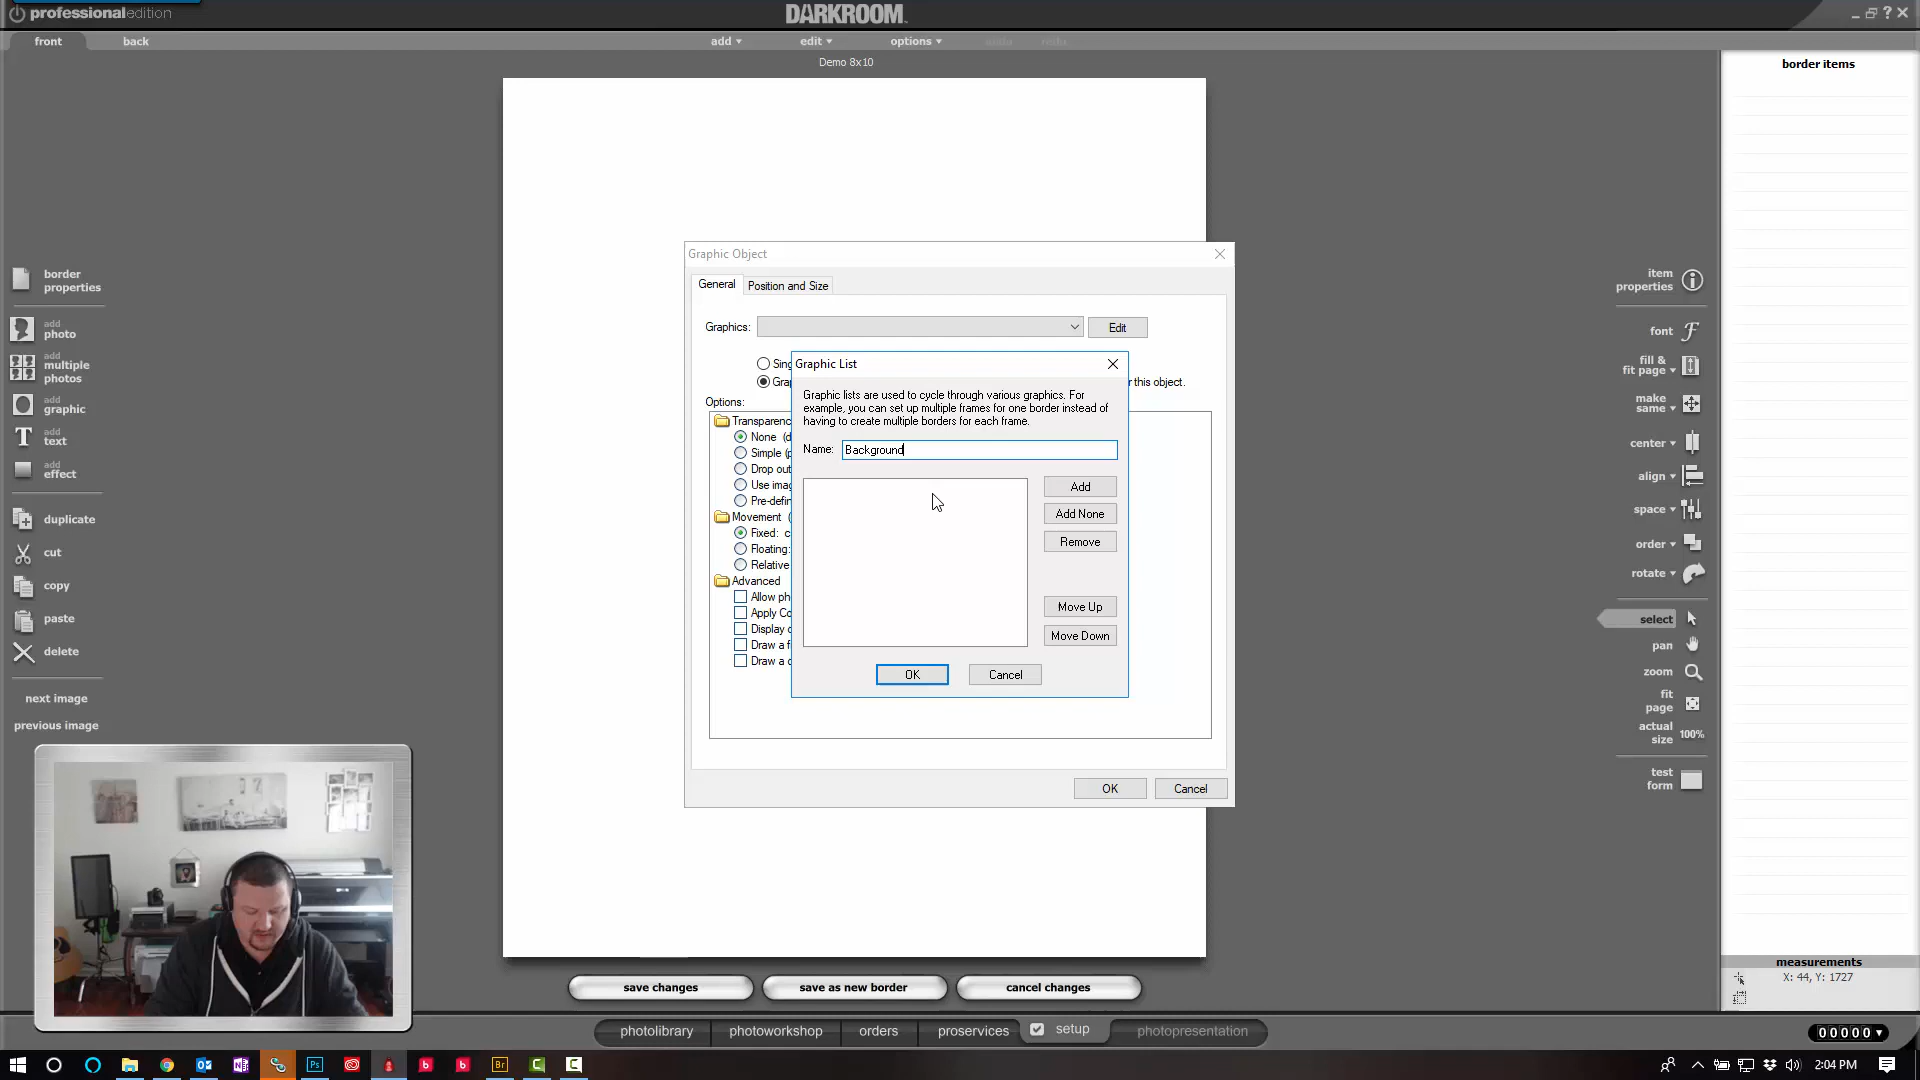 professionaledition
DARKROOM
front
back
add
edit
options
undo
redo
Demo 8x10
border items
border
properties
add
photo
add
multiple
photos
add
graphic
add
text
add
effect
duplicate
cut
copy
paste
delete
next image
previous image
Graphic Object
General
Position and Size
Graphics:
Edit
Sing
Gra
r this object.
Options:
Transparenc
None (d
Simple (p
Drop out
Use imag
Pre-defin
Movement (
Fixed: c
Floating:
Relative
Advanced
Allow ph
Apply Co
Display o
Draw a f
Draw a d
OK
Cancel
Graphic List
Graphic lists are used to cycle through various graphics. For
example, you can set up multiple frames for one border instead of
having to create multiple borders for each frame.
Name: Background
Add
Add None
Remove
Move Up
Move Down
OK
Cancel
item
properties
font
fill &
fit page
make
same
center
align
space
order
rotate
select
pan
zoom
fit
page
actual
size
100%
test
form
measurements
X: 44, Y: 1727
save changes
save as new border
cancel changes
photolibrary
photoworkshop
orders
proservices
setup
photopresentation
00000
2:04 PM